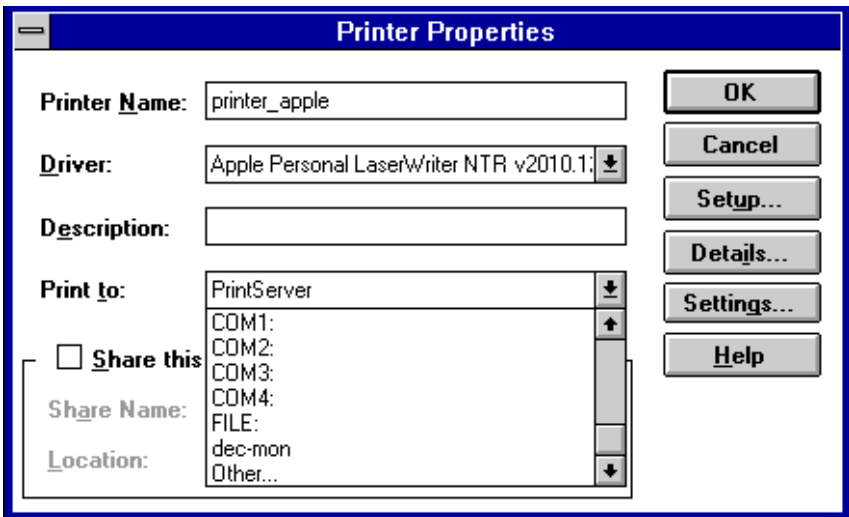 Printer Properties
Printer Name: printer_apple
Driver: Apple Personal LaserWriter NTR v2010.1
Description:
Print to: PrintServer
COM1:
COM2:
COM3:
COM4:
FILE:
dec-mon
Other...
Share this
Share Name:
Location:
OK
Cancel
Setup...
Details...
Settings...
Help